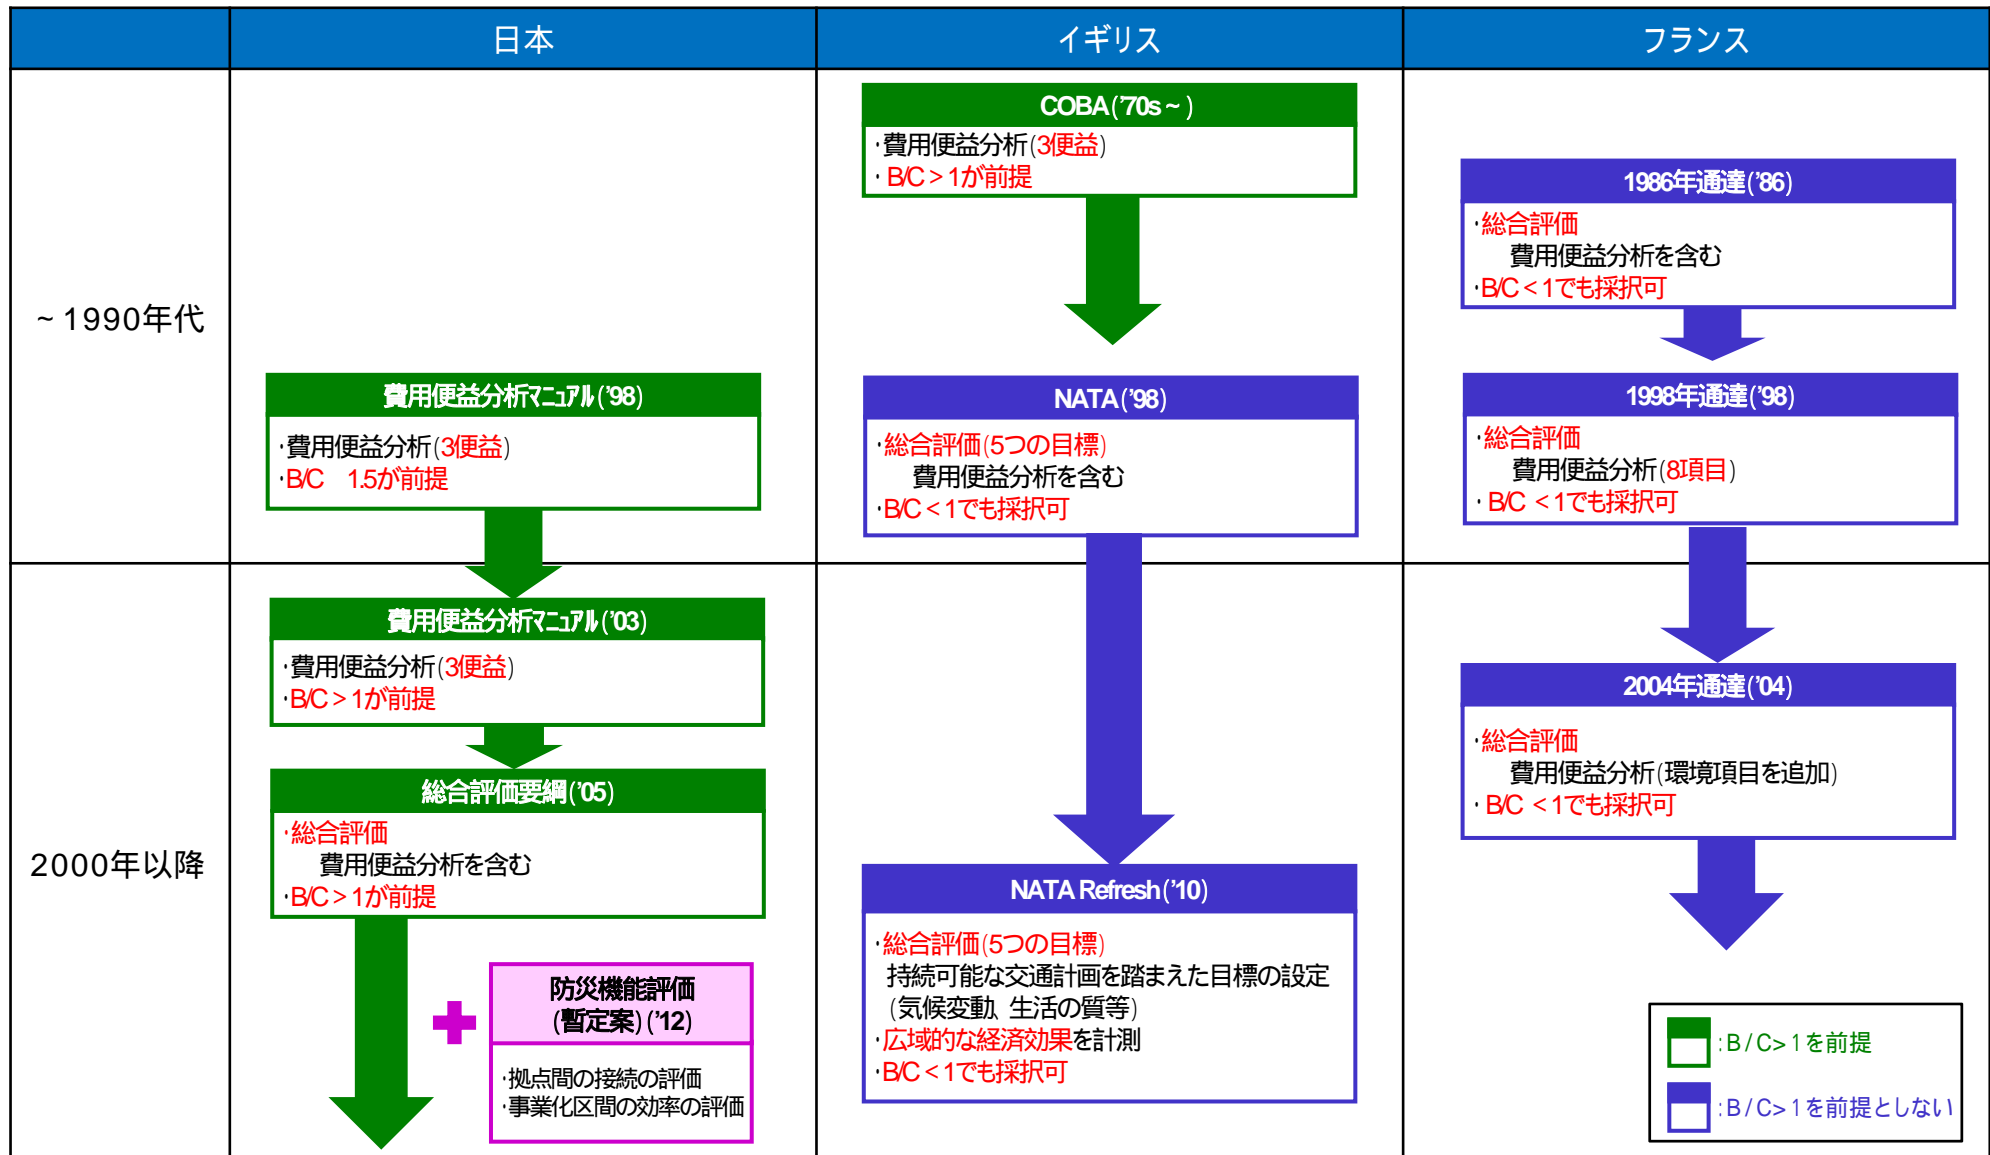 日本
イギリス
フランス
~1990年代
費用便益分析ﾏﾆｭｱﾙ('98)
・費用便益分析(3便益)
・B/C　1.5が前提
COBA('70s~)
・費用便益分析(3便益)
・B/C>1が前提
NATA('98)
・総合評価(5つの目標)
費用便益分析を含む
・B/C<1でも採択可
1986年通達('86)
・総合評価
費用便益分析を含む
・B/C<1でも採択可
1998年通達('98)
・総合評価
費用便益分析(8項目)
・B/C <1でも採択可
2000年以降
費用便益分析ﾏﾆｭｱﾙ('03)
・費用便益分析(3便益)
・B/C>1が前提
総合評価要綱('05)
・総合評価
費用便益分析を含む
・B/C>1が前提
防災機能評価
(暫定案)('12)
・拠点間の接続の評価
・事業化区間の効率の評価
NATA Refresh('10)
・総合評価(5つの目標)
持続可能な交通計画を踏まえた目標の設定
(気候変動、生活の質等)
・広域的な経済効果を計測
・B/C<1でも採択可
2004年通達('04)
・総合評価
費用便益分析(環境項目を追加)
・B/C <1でも採択可
:B/C>1を前提
:B/C>1を前提としない